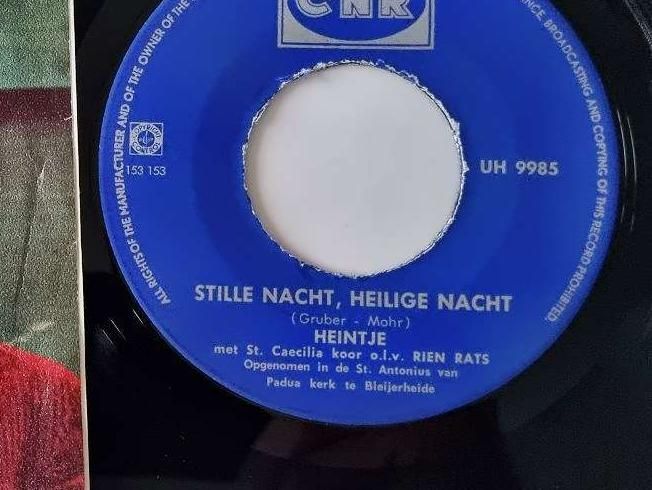 CNR
ALL RIGHTS OF THE MANUFACTURER AND OF THE OWNER OF THE
BROADCASTING AND COPYING OF THIS RECORD PROHIBITED.
153 153
UH 9985
STILLE NACHT, HEILIGE NACHT
(Gruber - Mohr)
HEINTJE
met St. Caecilia koor o.l.v. RIEN RATS
Opgenomen in de St. Antonius van
Padua kerk te Bleijerheide